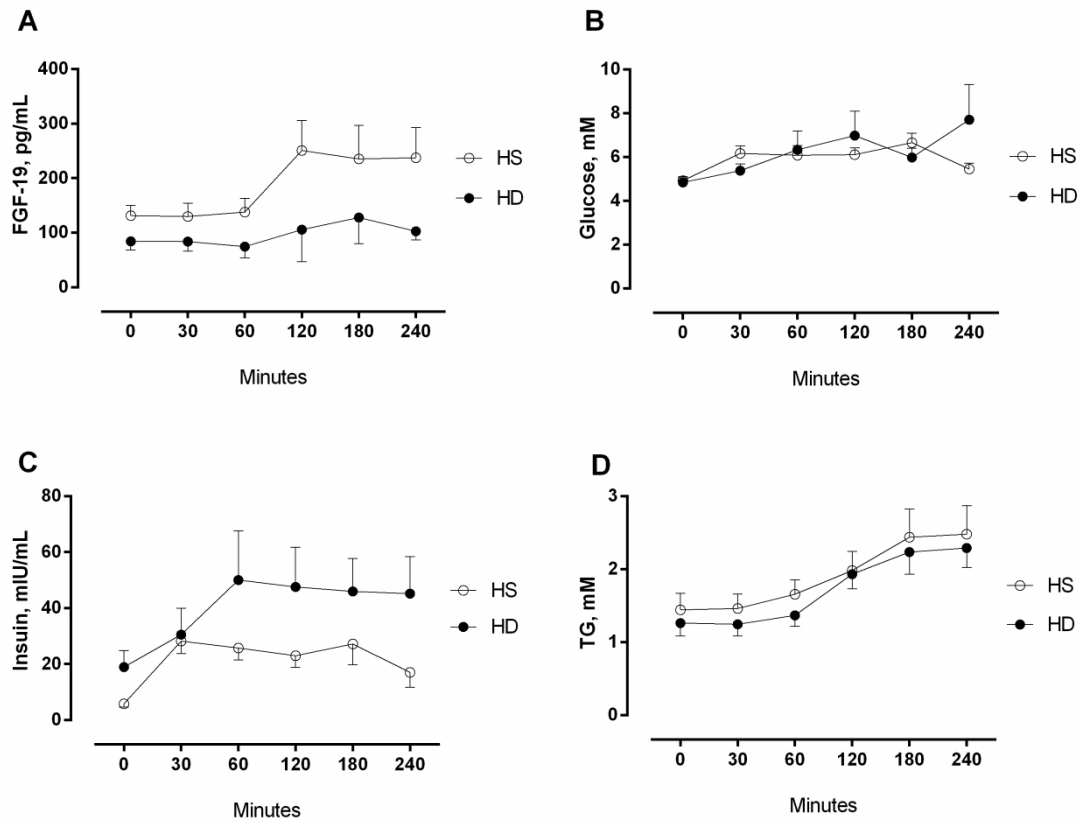 A
FGF-19, pg/mL
400
300
200
100
0
0 30 60 120 180 240
Minutes
HS
HD
B
Glucose, mM
10
8
6
4
2
0
0 30 60 120 180 240
Minutes
HS
HD
C
Insuin, mIU/mL
80
60
40
20
0
0 30 60 120 180 240
Minutes
HS
HD
D
TG, mM
3
2
1
0
0 30 60 120 180 240
Minutes
HS
HD